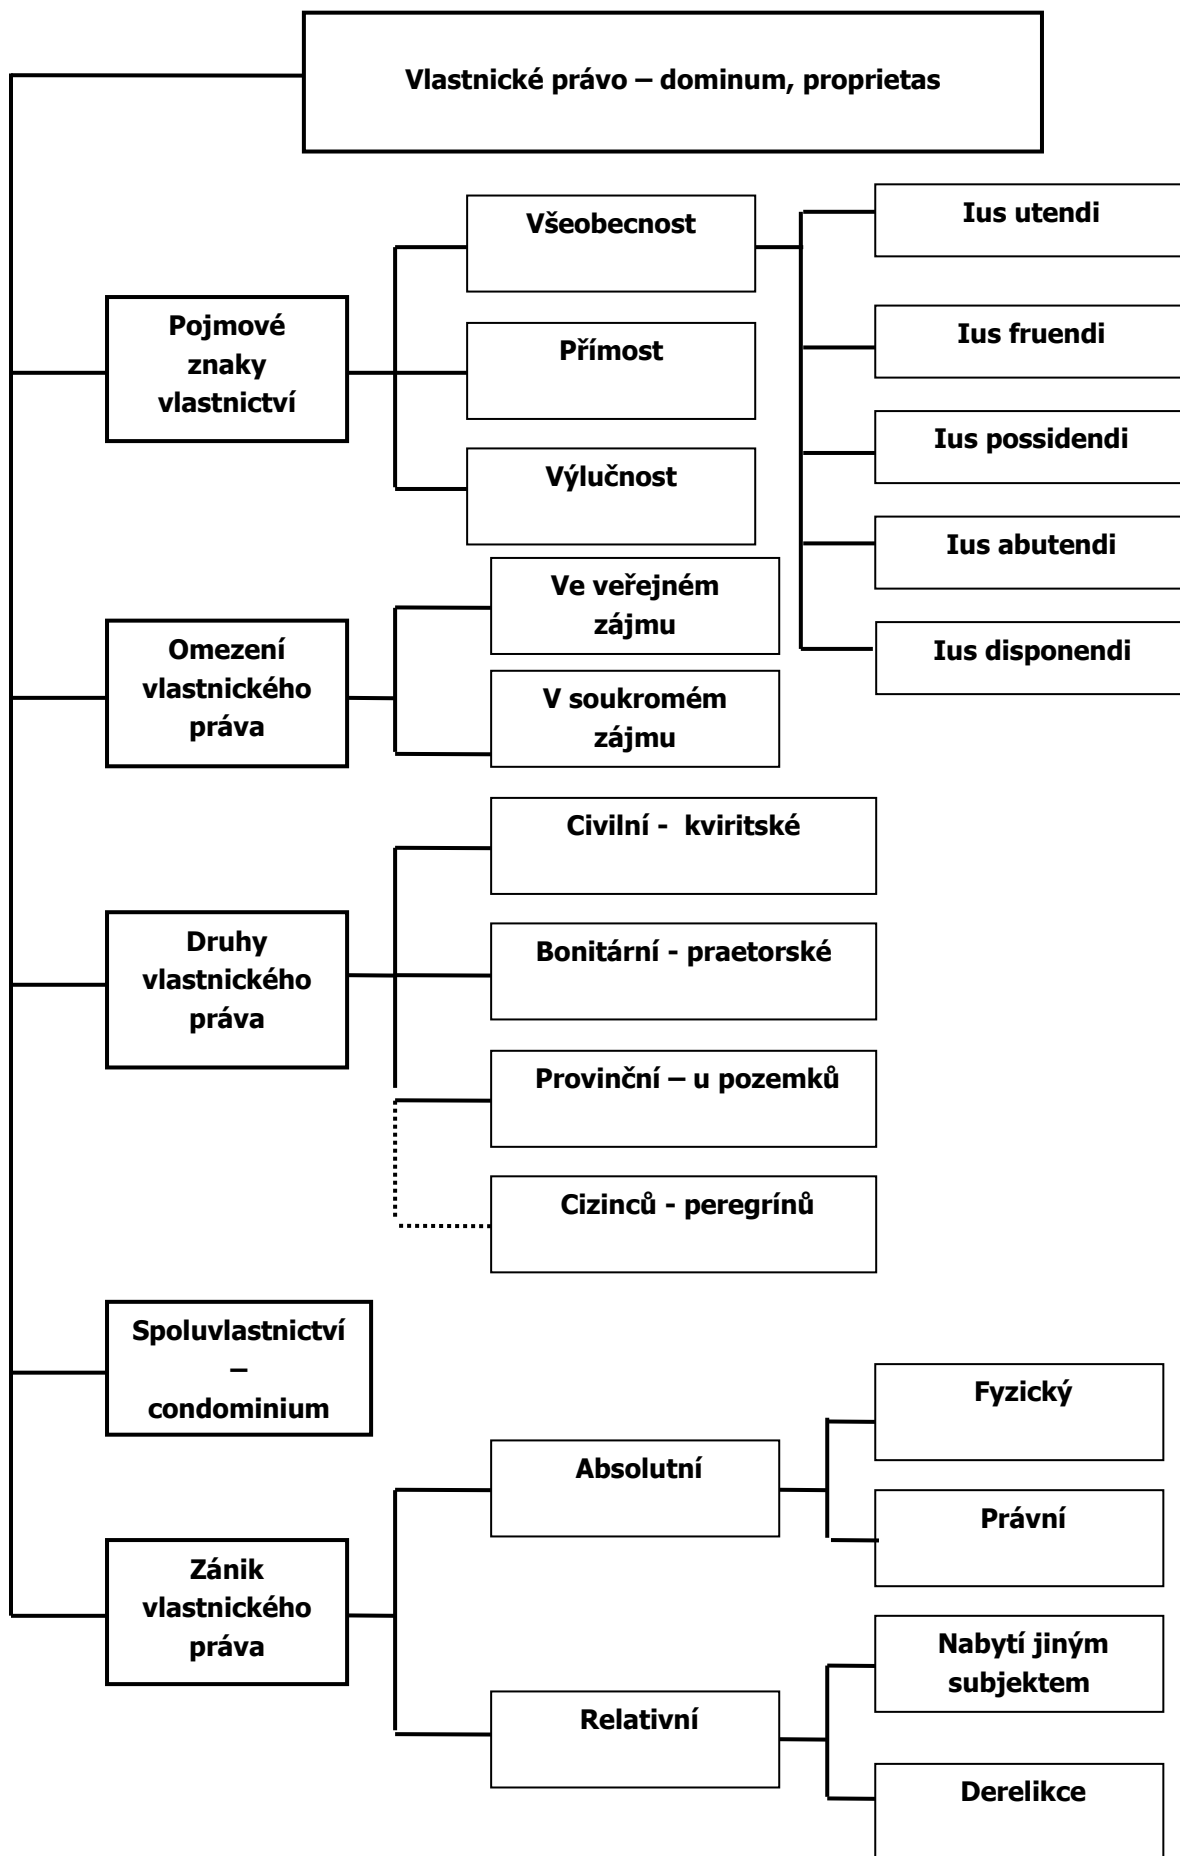 Vlastnické právo – dominum, proprietas
Pojmové
znaky
vlastnictví
Všeobecnost
Přímost
Výlučnost
Ius utendi
Ius fruendi
Ius possidendi
Ius abutendi
Ius disponendi
Omezení
vlastnického
práva
Ve veřejném
zájmu
V soukromém
zájmu
Druhy
vlastnického
práva
Civilní -  kviritské
Bonitární - praetorské
Provinční – u pozemků
Cizinců - peregrínů
Spoluvlastnictví
–
condominium
Zánik
vlastnického
práva
Absolutní
Fyzický
Právní
Relativní
Nabytí jiným
subjektem
Derelikce